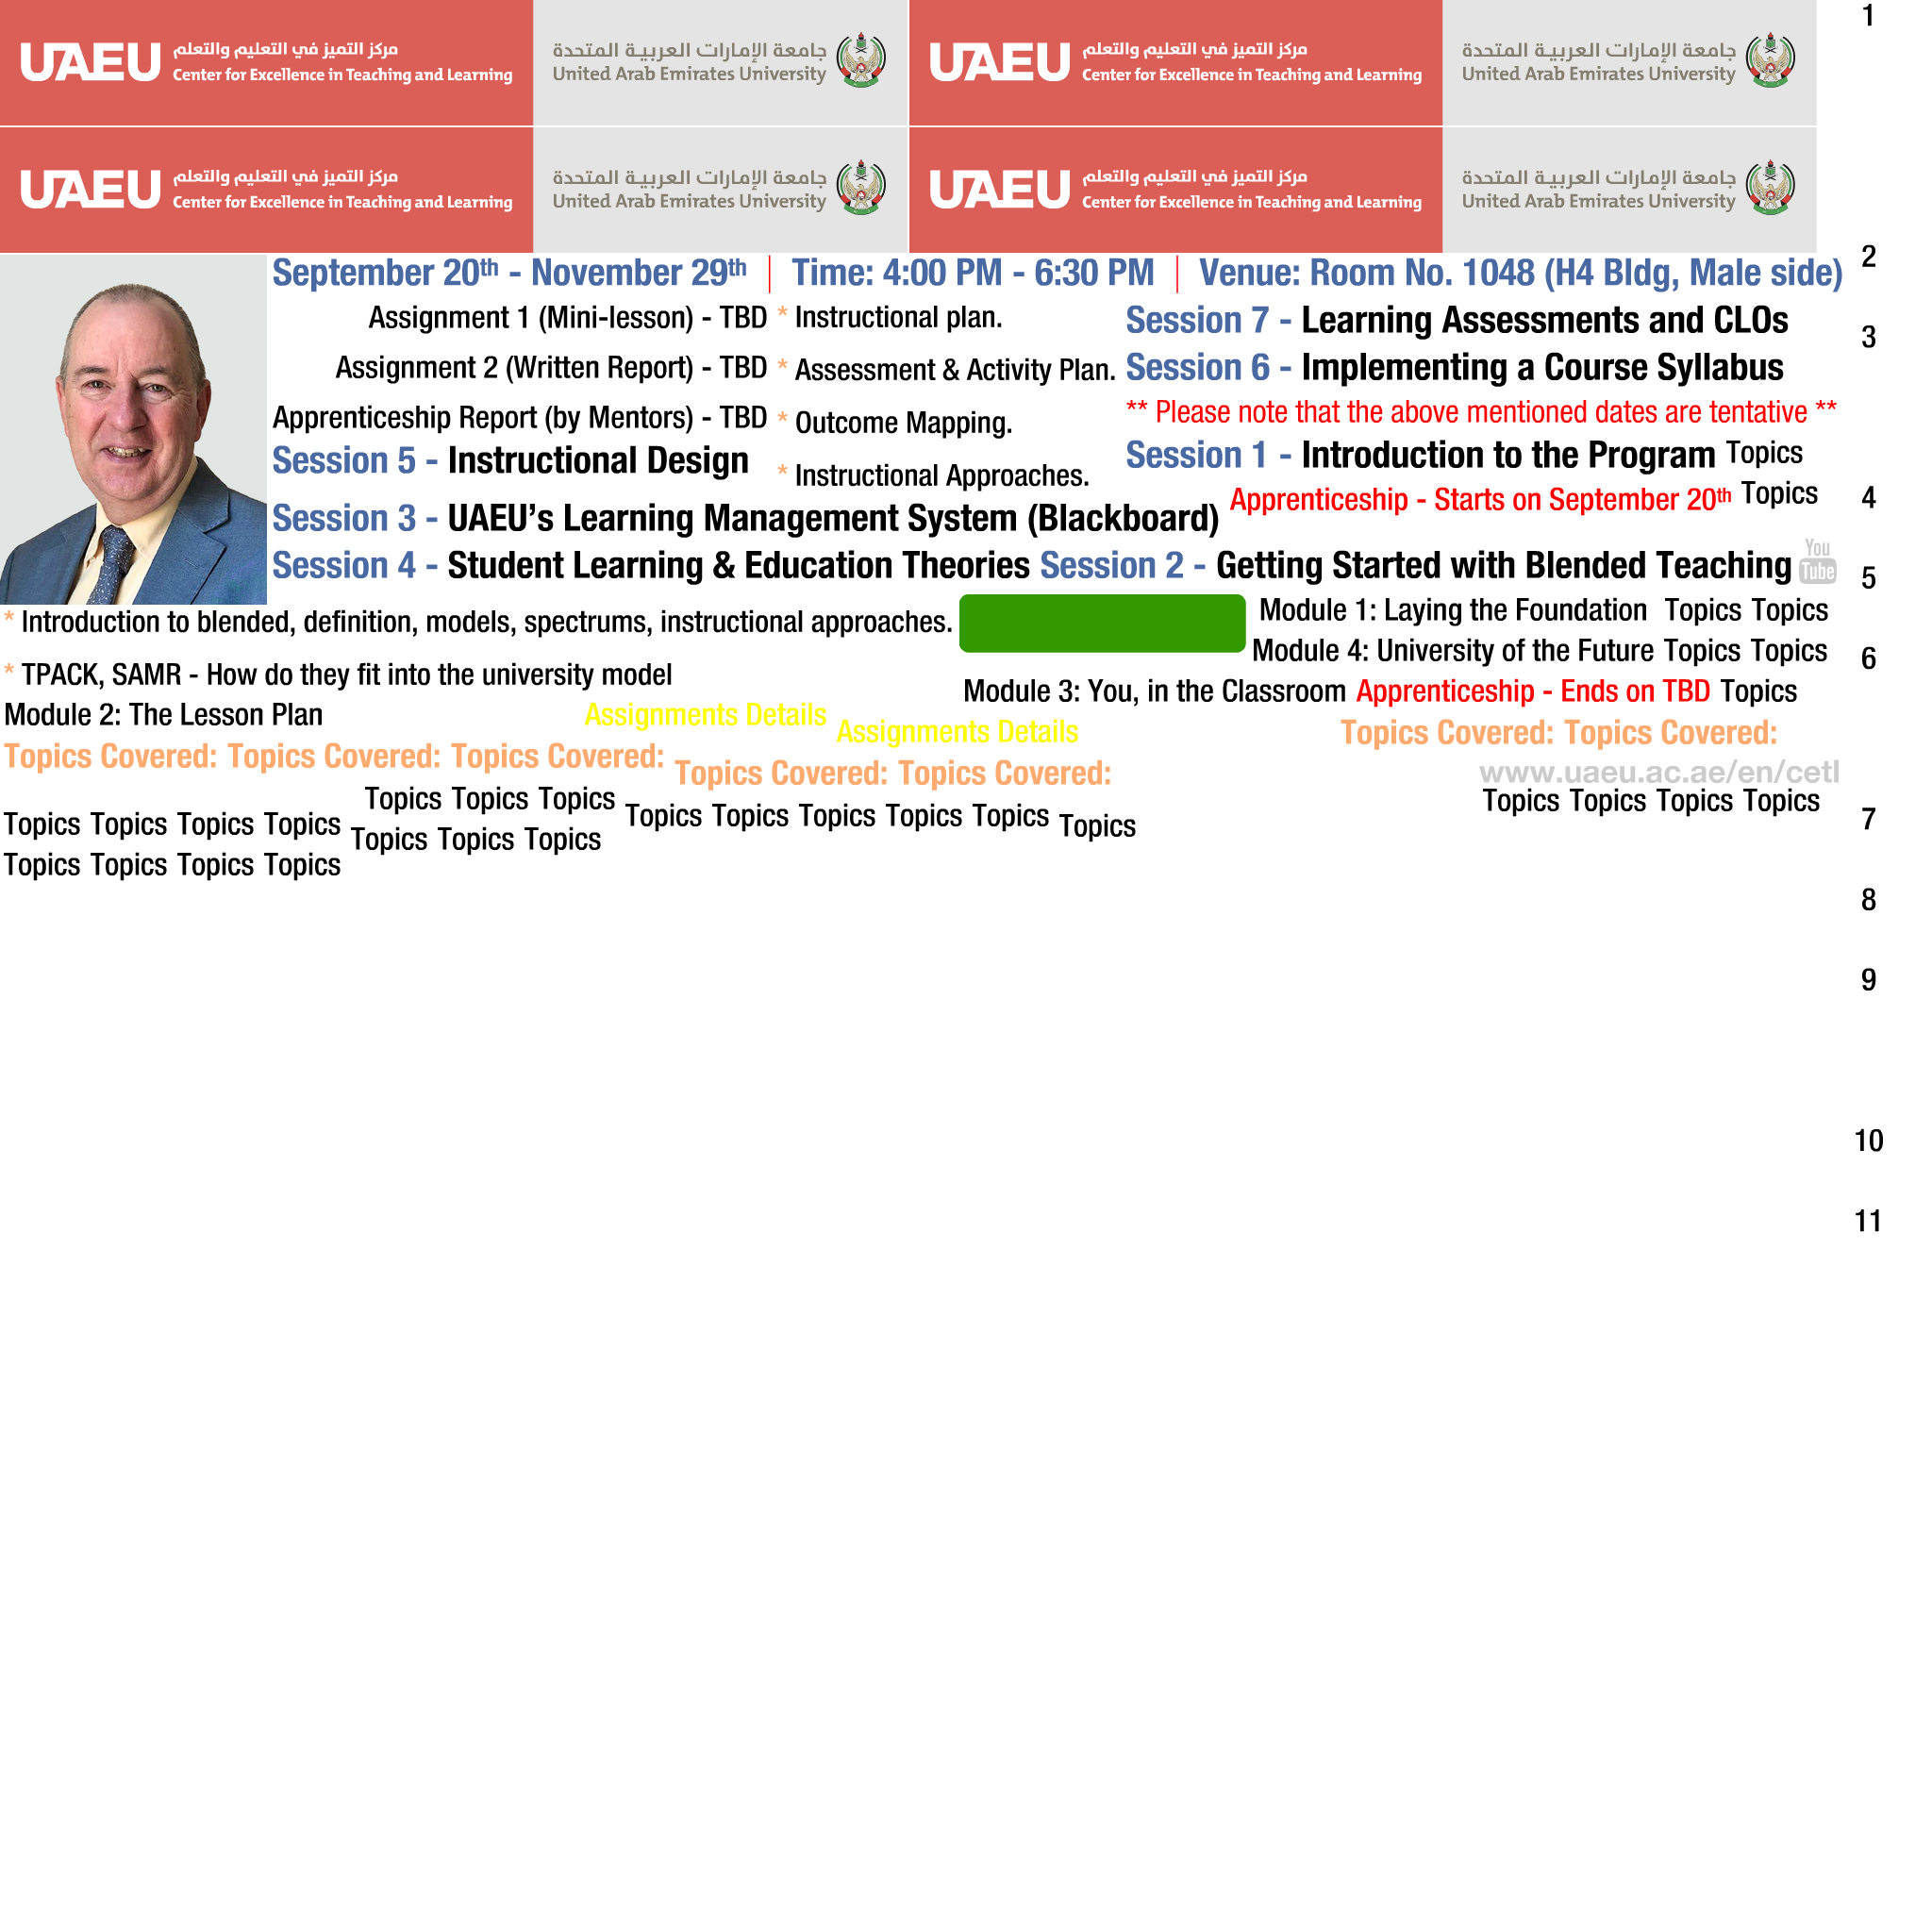 UAEU مركز التميز في التعليم والتعلم
Center for Excellence in Teaching and Learning
جامعة الإمارات العربية المتحدة
United Arab Emirates University
UAEU مركز التميز في التعليم والتعلم
Center for Excellence in Teaching and Learning
جامعة الإمارات العربية المتحدة
United Arab Emirates University
1
UAEU مركز التميز في التعليم والتعلم
Center for Excellence in Teaching and Learning
جامعة الإمارات العربية المتحدة
United Arab Emirates University
UAEU مركز التميز في التعليم والتعلم
Center for Excellence in Teaching and Learning
جامعة الإمارات العربية المتحدة
United Arab Emirates University
2
September 20th - November 29th | Time: 4:00 PM - 6:30 PM | Venue: Room No. 1048 (H4 Bldg, Male side)
Assignment 1 (Mini-lesson) - TBD
* Instructional plan.
Session 7 - Learning Assessments and CLOs
3
Assignment 2 (Written Report) - TBD
* Assessment & Activity Plan.
Session 6 - Implementing a Course Syllabus
Apprenticeship Report (by Mentors) - TBD
* Outcome Mapping.
** Please note that the above mentioned dates are tentative **
Session 5 - Instructional Design
* Instructional Approaches.
Session 1 - Introduction to the Program
Topics
Apprenticeship - Starts on September 20th
Topics
4
Session 3 - UAEU's Learning Management System (Blackboard)
Session 4 - Student Learning & Education Theories
Session 2 - Getting Started with Blended Teaching
You Tube
5
* Introduction to blended, definition, models, spectrums, instructional approaches.
Module 1: Laying the Foundation
Topics Topics
Module 4: University of the Future
Topics Topics
6
* TPACK, SAMR - How do they fit into the university model
Module 3: You, in the Classroom
Apprenticeship - Ends on TBD
Topics
Module 2: The Lesson Plan
Assignments Details
Assignments Details
Topics Covered: Topics Covered:
Topics Covered: Topics Covered: Topics Covered:
Topics Covered: Topics Covered:
www.uaeu.ac.ae/en/cetl
Topics Topics Topics
Topics Topics Topics Topics
Topics Topics Topics Topics Topics
Topics
7
Topics Topics Topics Topics
Topics Topics Topics
Topics Topics Topics Topics
8
9
10
11